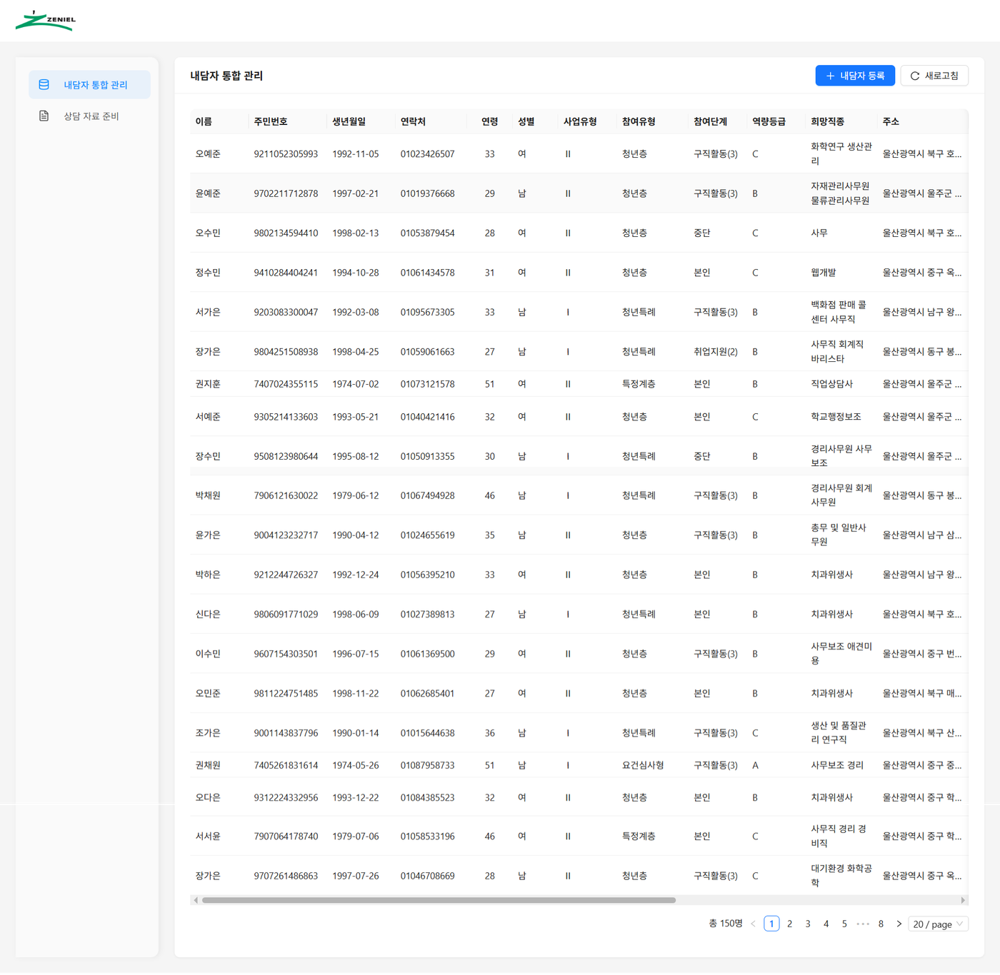 ZENIEL
내담자 통합 관리
상담 자료 준비
내담자 통합 관리
내담자 등록
새로고침
이름 주민번호 생년월일 연락처 연령 성별 사업유형 참여유형 참여단계 역량등급 희망직종 주소
오예준 9211052305993 1992-11-05 01023426507 33 여 II 청년층 구직활동(3) C 화학연구 생산관리 울산광역시 북구 호...
윤예준 9702211712878 1997-02-21 01019376668 29 남 II 청년층 구직활동(3) B 자재관리사무원 물류관리사무원 울산광역시 울주군 ...
오수민 9802134594410 1998-02-13 01053879454 28 여 II 청년층 중단 C 사무 울산광역시 북구 호...
정수민 9410284404241 1994-10-28 01061434578 31 여 II 청년층 본인 C 웹개발 울산광역시 중구 옥...
서가은 9203083300047 1992-03-08 01095673305 33 남 I 청년특례 구직활동(3) B 백화점 판매 콜센터 사무직 울산광역시 남구 왕...
장가은 9804251508938 1998-04-25 01059061663 27 남 I 청년특례 취업지원(2) B 사무직 회계직 바리스타 울산광역시 동구 봉...
권지훈 7407024355115 1974-07-02 01073121578 51 여 II 특정계층 본인 B 직업상담사 울산광역시 울주군 ...
서예준 9305214133603 1993-05-21 01040421416 32 여 II 청년층 본인 C 학교행정보조 울산광역시 울주군 ...
장수민 9508123980644 1995-08-12 01050913355 30 남 I 청년특례 중단 B 경리사무원 사무보조 울산광역시 울주군 ...
박채원 7906121630022 1979-06-12 01067494928 46 남 I 청년특례 구직활동(3) B 경리사무원 회계사무원 울산광역시 동구 봉...
윤가은 9004123232717 1990-04-12 01024655619 35 남 II 청년층 구직활동(3) B 총무 및 일반사무원 울산광역시 남구 삼...
박하은 9212244726327 1992-12-24 01056395210 33 여 II 청년층 본인 B 치과위생사 울산광역시 남구 왕...
신다은 9806091771029 1998-06-09 01027389813 27 남 I 청년특례 본인 B 치과위생사 울산광역시 북구 호...
이수민 9607154303501 1996-07-15 01061369500 29 여 II 청년층 구직활동(3) B 사무보조 애견미용 울산광역시 중구 번...
오민준 9811224751485 1998-11-22 01062685401 27 여 II 청년층 본인 B 치과위생사 울산광역시 북구 매...
조가은 9001143837796 1990-01-14 01015644638 36 남 I 청년특례 구직활동(3) C 생산 및 품질관리 연구직 울산광역시 북구 산...
권채원 7405261831614 1974-05-26 01087958733 51 남 I 요건심사형 구직활동(3) A 사무보조 경리 울산광역시 중구 중...
오다은 9312224332956 1993-12-22 01084385523 32 여 II 청년층 본인 B 치과위생사 울산광역시 중구 학...
서서윤 7907064178740 1979-07-06 01058533196 46 여 II 특정계층 본인 C 사무직 경리 경비직 울산광역시 중구 학...
장가은 9707261486863 1997-07-26 01046708669 28 남 II 청년층 구직활동(3) C 대기환경 화학공학 울산광역시 중구 옥...
총 150명 < 1 2 3 4 5 ••• 8 > 20 / page